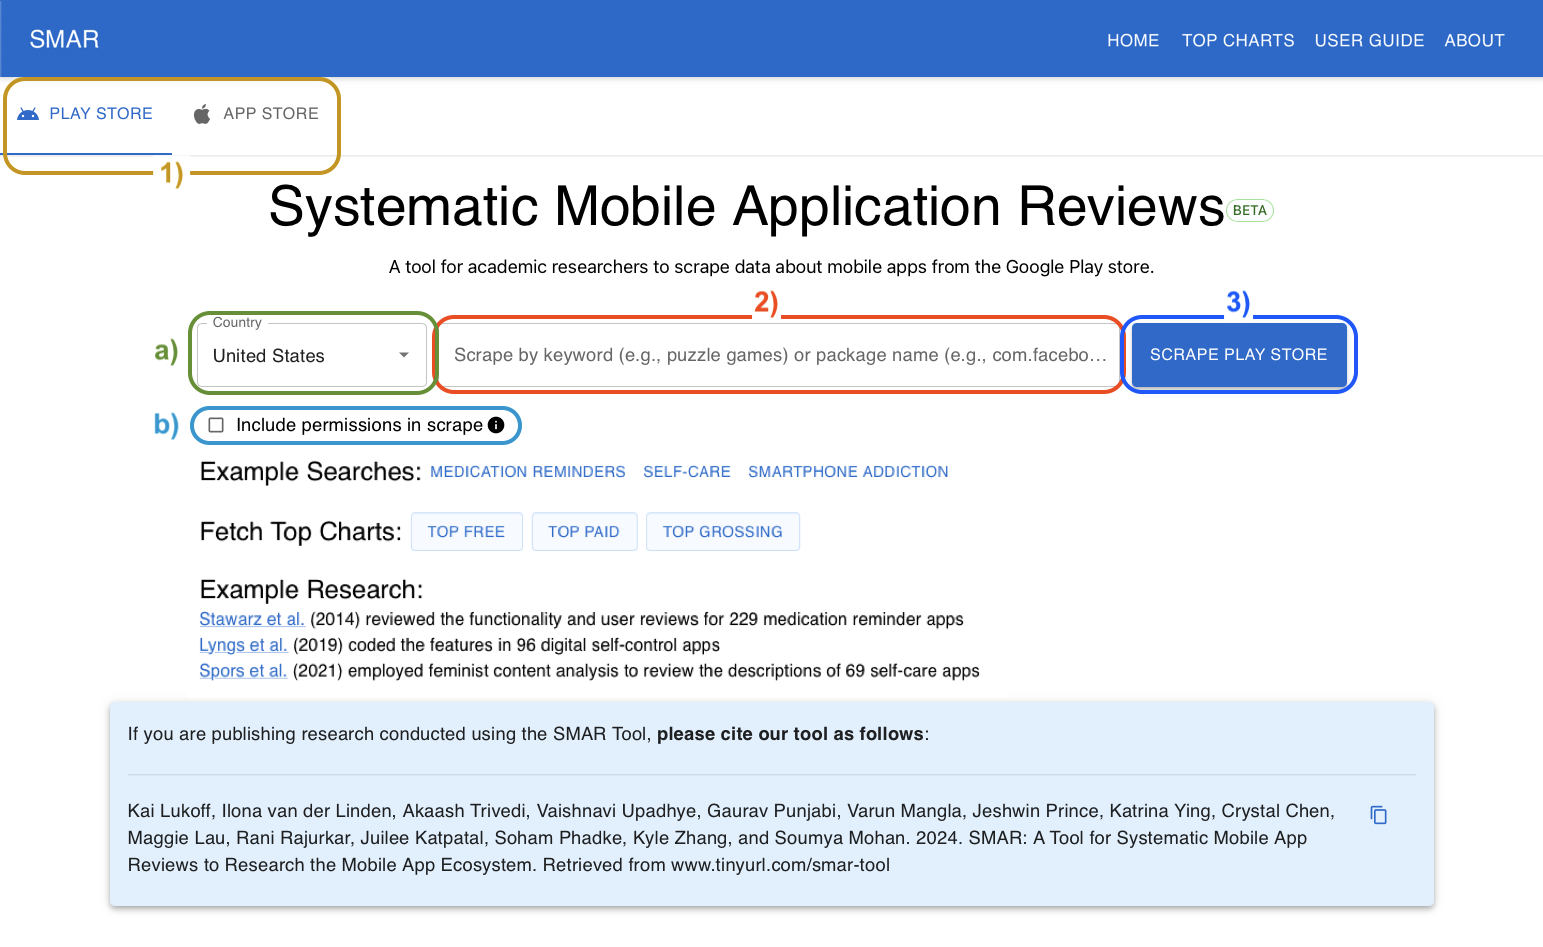 SMAR
HOME TOP CHARTS USER GUIDE ABOUT
PLAY STORE APP STORE
1)
Systematic Mobile Application Reviews BETA
A tool for academic researchers to scrape data about mobile apps from the Google Play store.
2) 3)
Country
a) United States Scrape by keyword (e.g., puzzle games) or package name (e.g., com.facebo... SCRAPE PLAY STORE
b) Include permissions in scrape
Example Searches: MEDICATION REMINDERS SELF-CARE SMARTPHONE ADDICTION
Fetch Top Charts: TOP FREE TOP PAID TOP GROSSING
Example Research:
Stawarz et al. (2014) reviewed the functionality and user reviews for 229 medication reminder apps
Lyngs et al. (2019) coded the features in 96 digital self-control apps
Spors et al. (2021) employed feminist content analysis to review the descriptions of 69 self-care apps
If you are publishing research conducted using the SMAR Tool, please cite our tool as follows:
Kai Lukoff, Ilona van der Linden, Akaash Trivedi, Vaishnavi Upadhye, Gaurav Punjabi, Varun Mangla, Jeshwin Prince, Katrina Ying, Crystal Chen,
Maggie Lau, Rani Rajurkar, Juilee Katpatal, Soham Phadke, Kyle Zhang, and Soumya Mohan. 2024. SMAR: A Tool for Systematic Mobile App
Reviews to Research the Mobile App Ecosystem. Retrieved from www.tinyurl.com/smar-tool